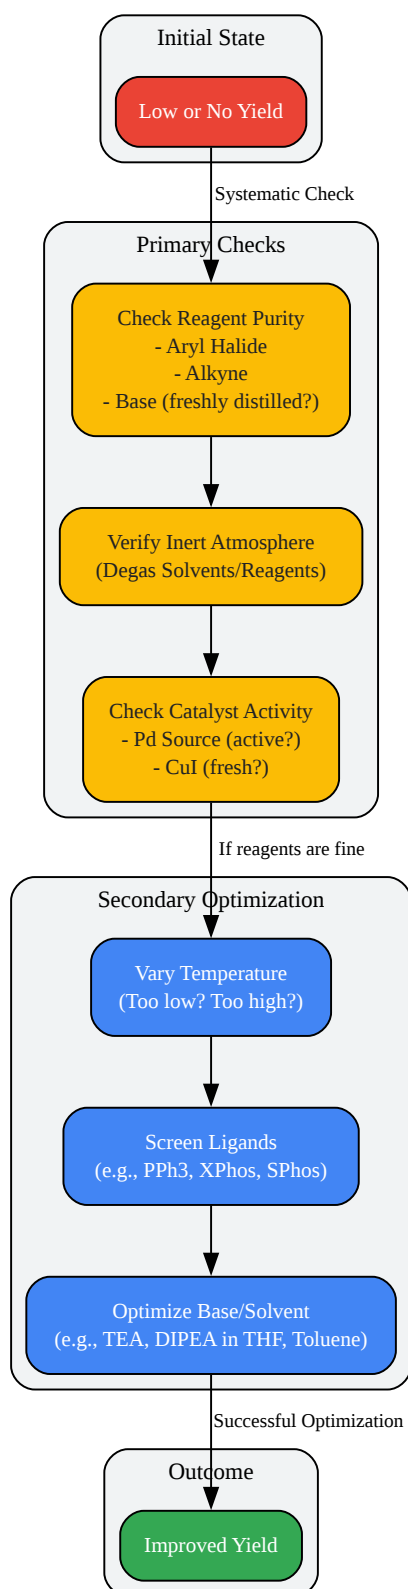 Initial State
Low or No Yield
Systematic Check
Primary Checks
Check Reagent Purity
- Aryl Halide
- Alkyne
- Base (freshly distilled?)
Verify Inert Atmosphere
(Degas Solvents/Reagents)
Check Catalyst Activity
- Pd Source (active?)
- CuI (fresh?)
If reagents are fine
Secondary Optimization
Vary Temperature
(Too low? Too high?)
Screen Ligands
(e.g., PPh3, XPhos, SPhos)
Optimize Base/Solvent
(e.g., TEA, DIPEA in THF, Toluene)
Successful Optimization
Outcome
Improved Yield